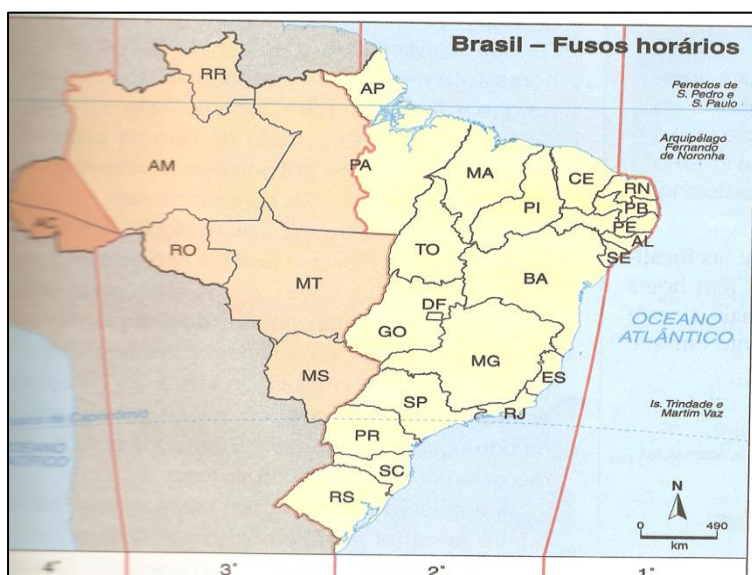 Brasil – Fusos horários
RR
AP
Penedos de
S. Pedro e
S. Paulo
Arquipélago
Fernando
de Noronha
AM
PA
MA
CE
RN
PB
PI
PE
AC
AL
SE
RO
TO
MT
BA
DF
GO
OCEANO
ATLÂNTICO
MG
MS
ES
SP
RJ
Is. Trindade e
Martim Vaz
PR
SC
RS
N
0 490
km
4° 3° 2° 1°